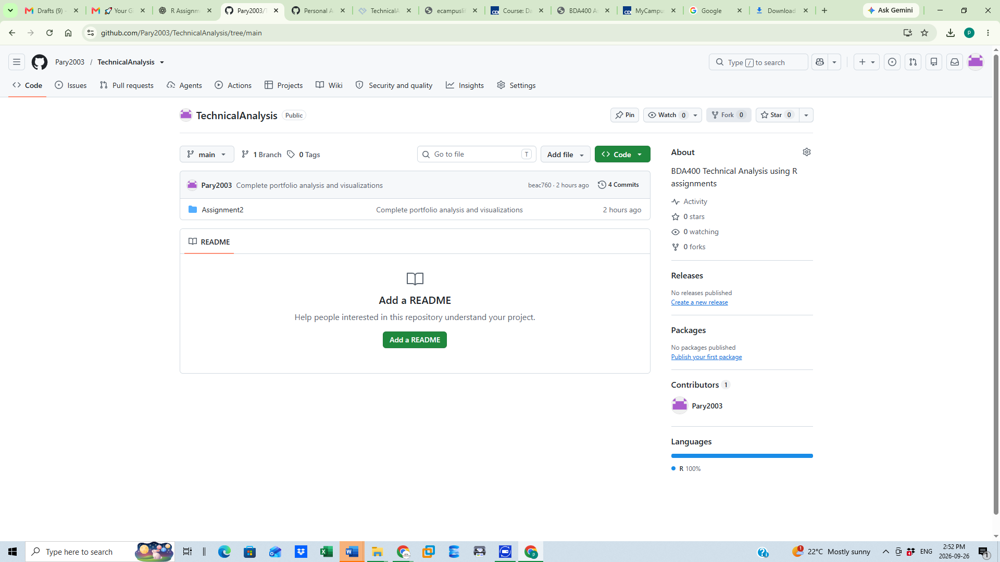 Drafts (9) -
Your G
R Assignm
Pary2003/T
Personal A
TechnicalA
ecampusli
Course: Da
BDA400 A
MyCampu
Google
Download
Ask Gemini
github.com/Pary2003/TechnicalAnalysis/tree/main
P
Pary2003 / TechnicalAnalysis
Type / to search
Code
Issues
Pull requests
Agents
Actions
Projects
Wiki
Security and quality
Insights
Settings
TechnicalAnalysis Public
Pin
Watch 0
Fork 0
Star 0
main
1 Branch
0 Tags
Go to file T
Add file
Code
Pary2003 Complete portfolio analysis and visualizations beac760 · 2 hours ago 4 Commits
Assignment2 Complete portfolio analysis and visualizations 2 hours ago
README
Add a README
Help people interested in this repository understand your project.
Add a README
About
BDA400 Technical Analysis using R
assignments
Activity
0 stars
0 watching
0 forks
Releases
No releases published
Create a new release
Packages
No packages published
Publish your first package
Contributors 1
Pary2003
Languages
R 100%
Type here to search
1
22°C Mostly sunny
ENG
2:52 PM
2026-09-26
1